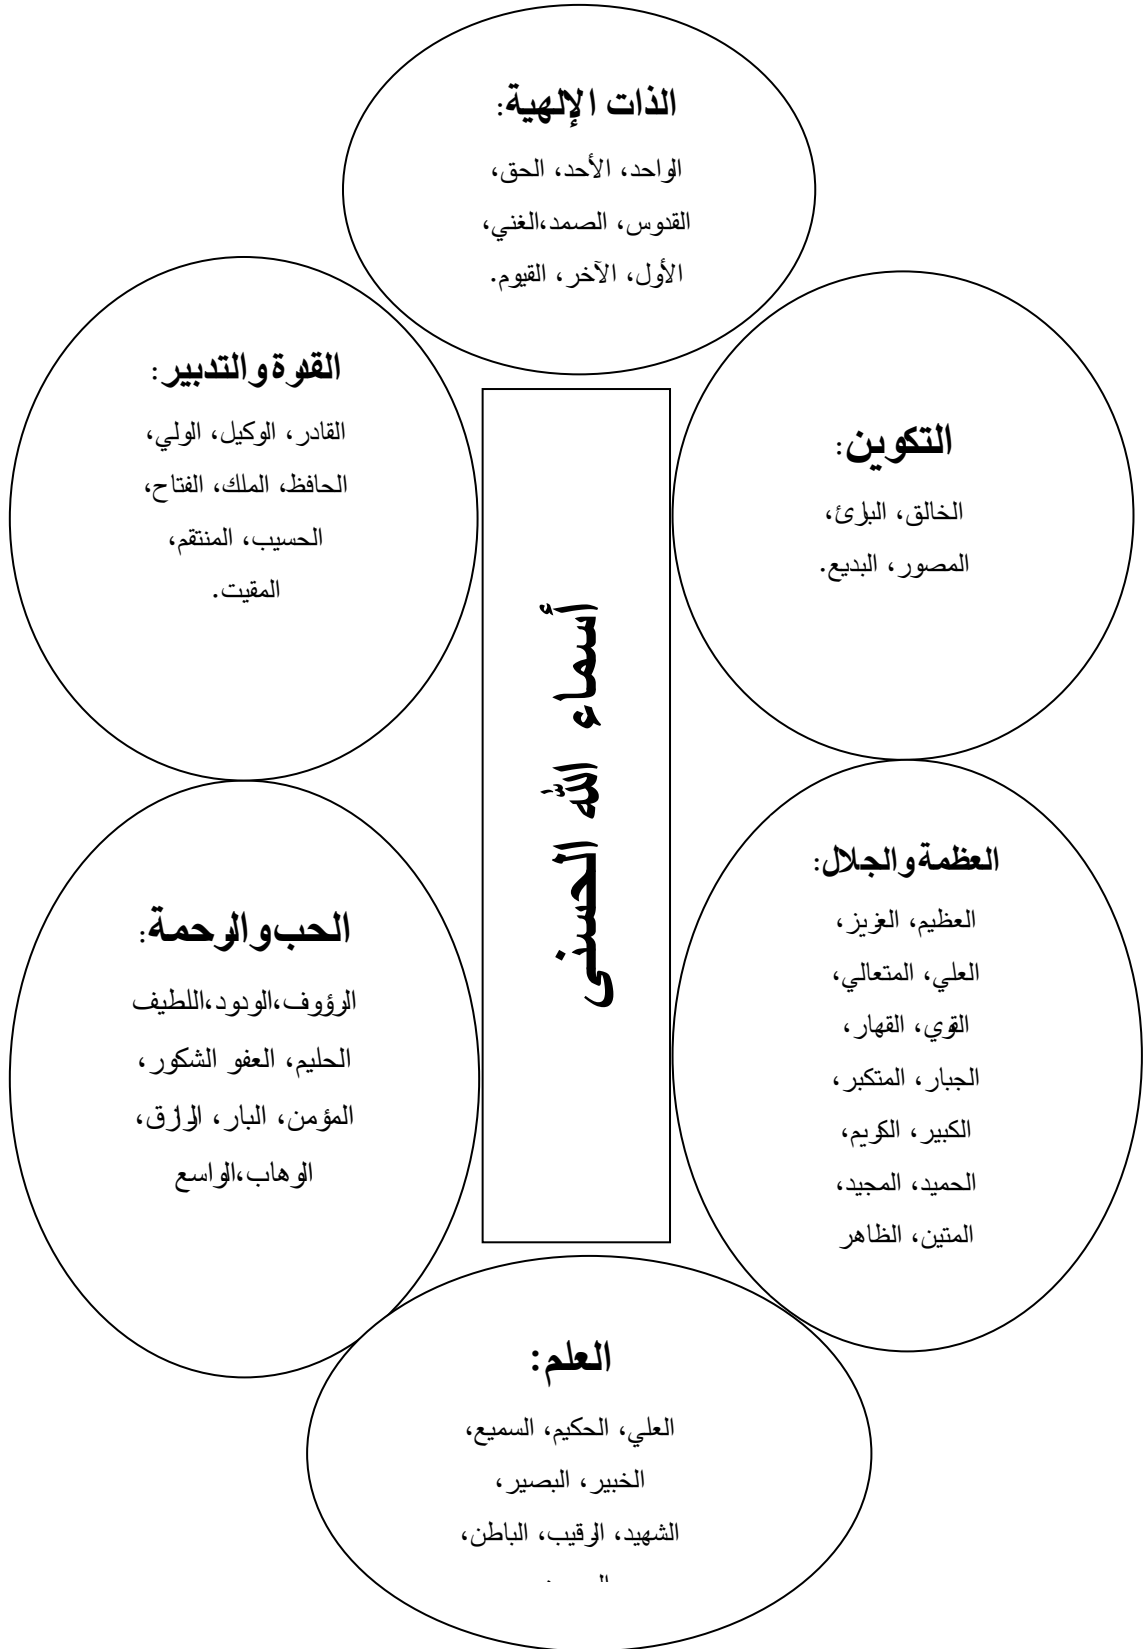 الذات الإلهية:
الواحد، الأحد، الحق،
القدوس، الصمد،الغني،
الأول، الآخر، القيوم.
التكوين:
الخالق، البارئ،
المصور، البديع.
القدرة والتدبير:
القادر، الوكيل، الولي،
الحافظ، الملك، الفتاح،
الحسيب، المنتقم،
المقيت.
أسماء الله الحسنى
العظمة والجلال:
العظيم، العزيز،
العلي، المتعالي،
القوي، القهار،
الجبار، المتكبر،
الكبير، الكريم،
الحميد، المجيد،
المتين، الظاهر
الحب والرحمة:
الرؤوف،الودود،اللطيف
الحليم، العفو الشكور،
المؤمن، البار، الرازق،
الوهاب،الواسع
العلم:
العلي، الحكيم، السميع،
الخبير، البصير،
الشهيد، الرقيب، الباطن،